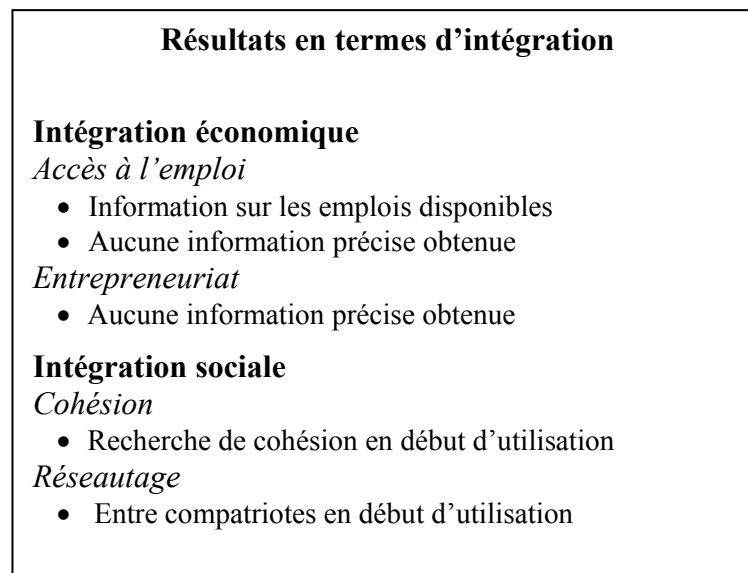 Résultats en termes d’intégration
Intégration économique
Accès à l’emploi
• Information sur les emplois disponibles
• Aucune information précise obtenue
Entrepreneuriat
• Aucune information précise obtenue
Intégration sociale
Cohésion
• Recherche de cohésion en début d’utilisation
Réseautage
• Entre compatriotes en début d’utilisation